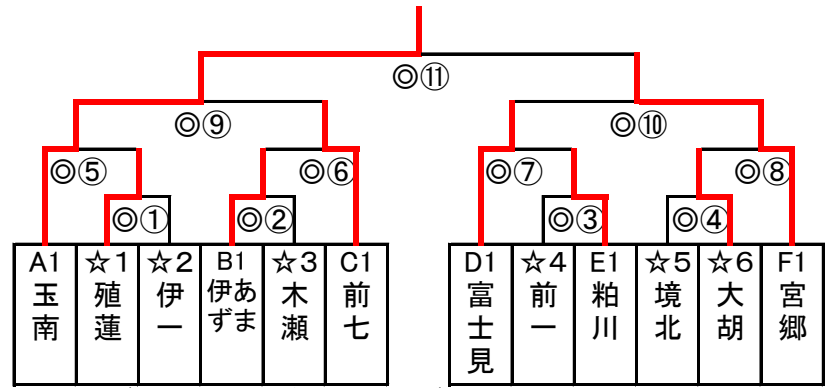 ◎⑪
◎⑨
◎⑩
◎⑤
◎⑥
◎⑦
◎⑧
◎①
◎②
◎③
◎④
A1 玉南
☆1 殖蓮
☆2 伊一
B1 伊ず あま
☆3 木瀬
C1 前七
D1 富士見
☆4 前一
E1 粕川
☆5 境北
☆6 大胡
F1 宮郷